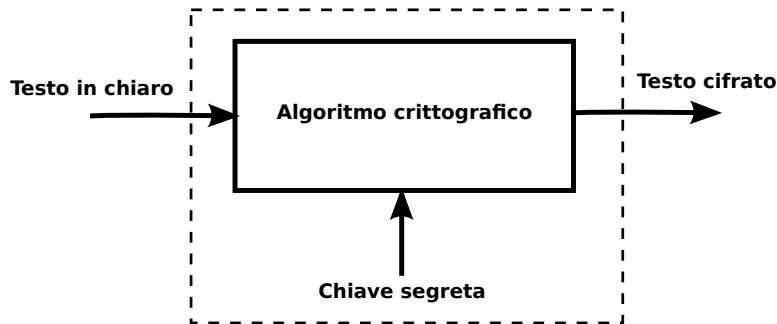 Testo in chiaro
Testo cifrato
Algoritmo crittografico
Chiave segreta